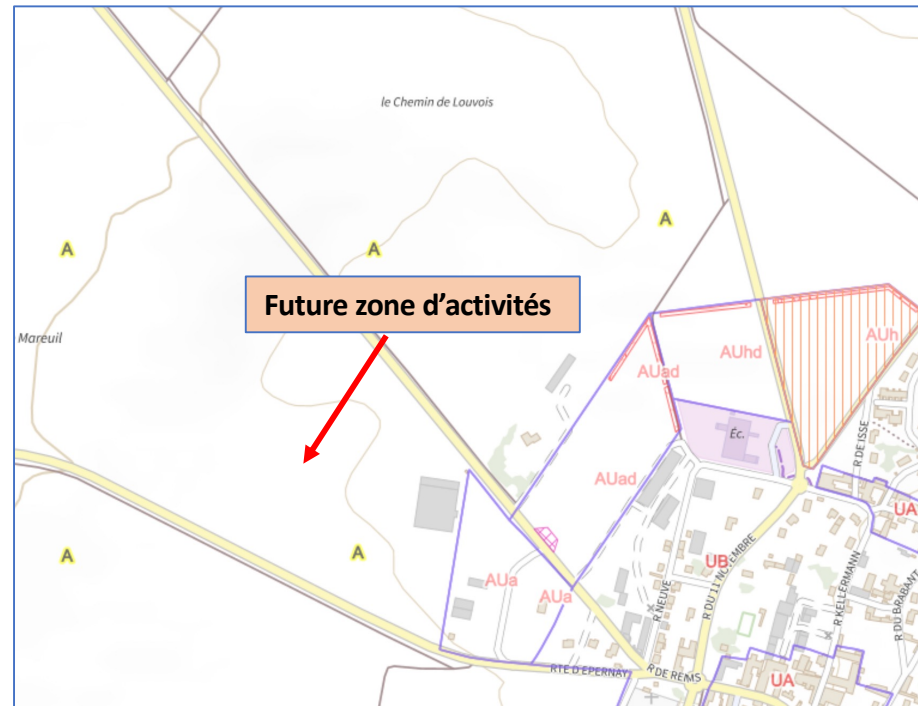 le Chemin de Louvois
A
A
A
Future zone d'activités
Mareuil
AUh
AUhd
AUad
Éc.
R DE ISSE
AUad
UA
A
A
UB
R DU 11 NOVEMBRE
AUa
AUa
R NEUVE
R KELLERMANN
R DU BRABANT
RTE D'EPERNAY
R DE REIMS
UA